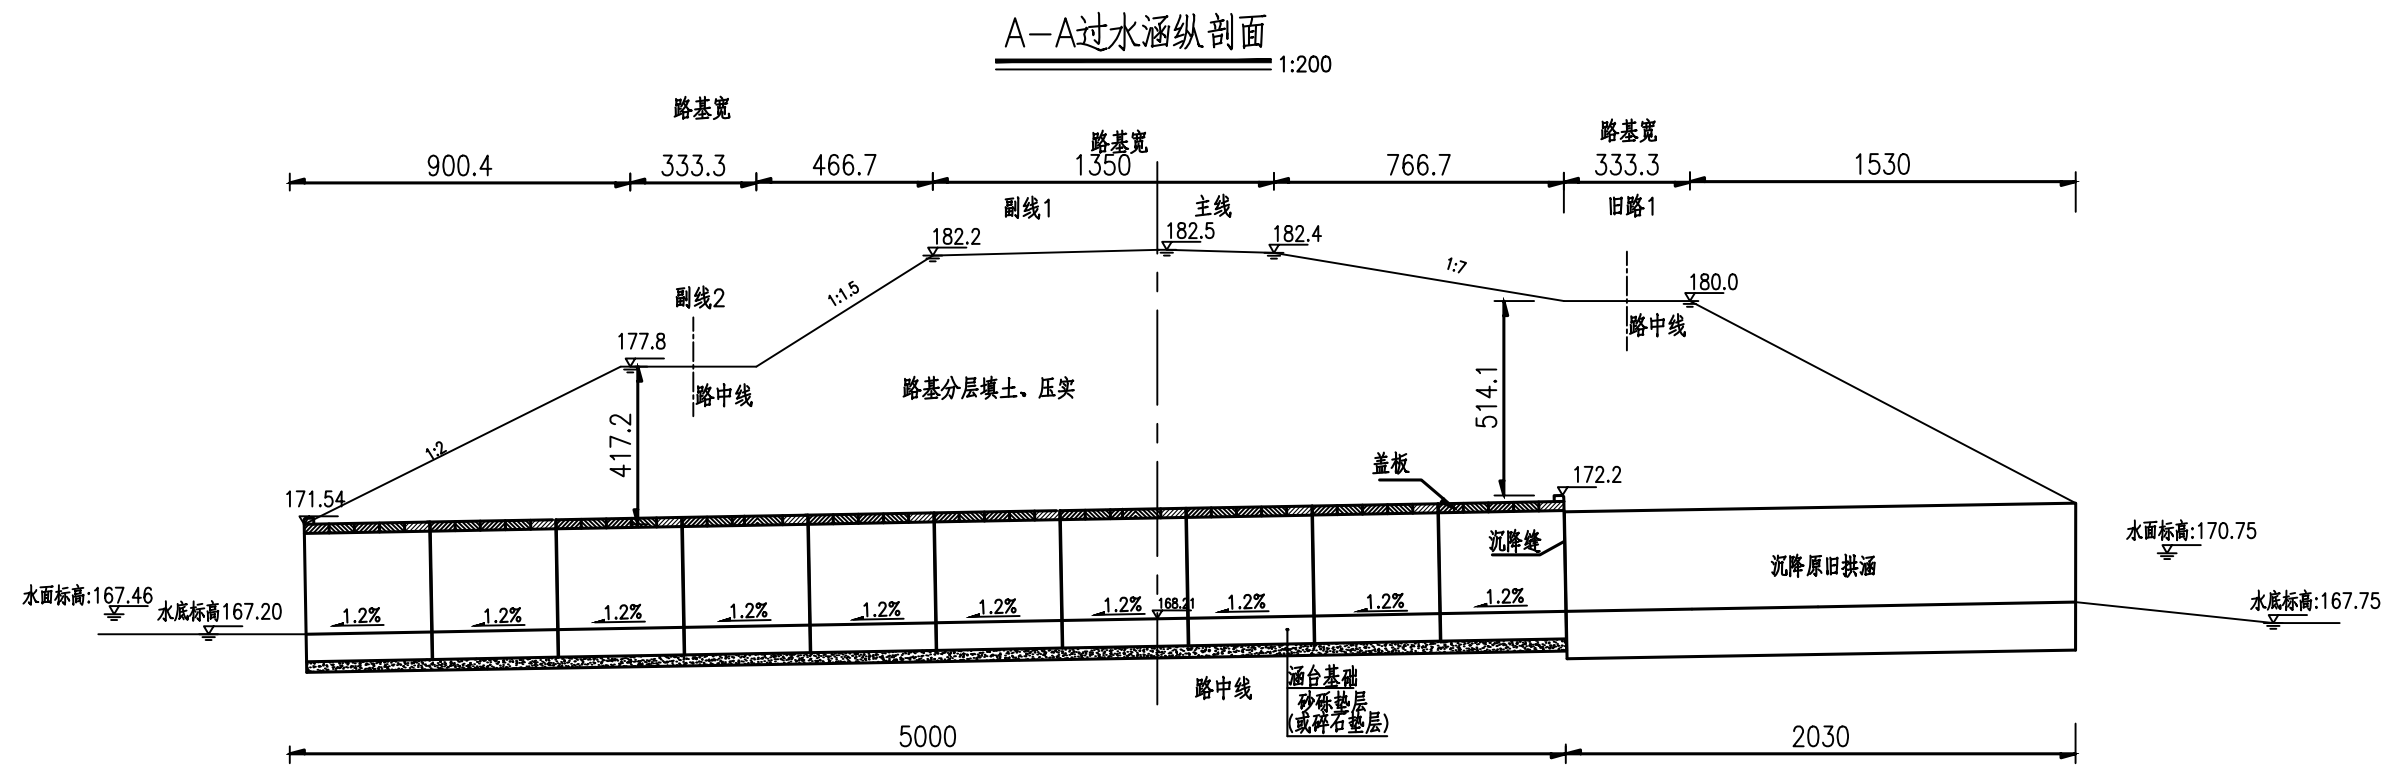 A-A过水涵纵剖面
1:200
路基宽
路基宽
路基宽
900.4
333.3
466.7
1350
766.7
333.3
1530
副线1
主线
旧路1
182.2
182.5
182.4
1:7
180.0
副线2
1:1.5
路中线
177.8
路中线
路基分层填土、压实
417.2
514.1
1:2
盖板
171.54
172.2
水面标高:170.75
沉降缝
沉降原旧拱涵
水面标高:167.46
水底标高167.20
水底标高:167.75
1.2%
1.2%
1.2%
1.2%
1.2%
1.2%
1.2%
168.21
1.2%
1.2%
1.2%
路中线
涵台基础
砂砾垫层
(或碎石垫层)
5000
2030